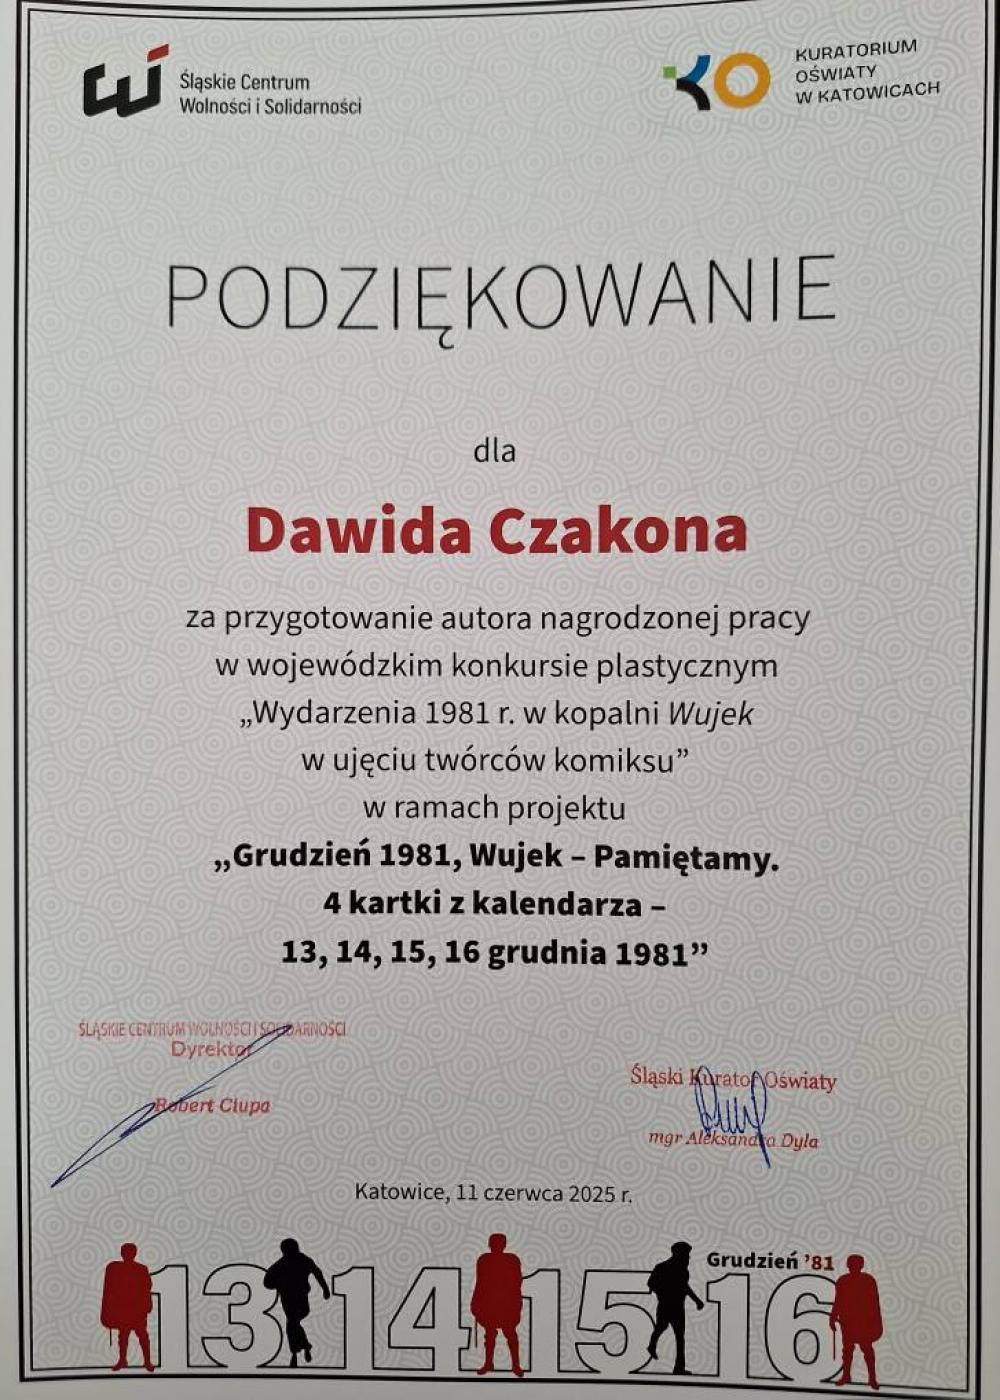 Śląskie Centrum
Wolności i Solidarności
KURATORIUM
OŚWIATY
W KATOWICACH
PODZIĘKOWANIE
dla
Dawida Czakona
za przygotowanie autora nagrodzonej pracy
w wojewódzkim konkursie plastycznym
„Wydarzenia 1981 r. w kopalni Wujek
w ujęciu twórców komiksu”
w ramach projektu
„Grudzień 1981, Wujek – Pamiętamy.
4 kartki z kalendarza –
13, 14, 15, 16 grudnia 1981”
ŚLĄSKIE CENTRUM WOLNOŚCI I SOLIDARNOŚCI
Dyrektor
Robert Ciupa
Śląski Kurator Oświaty
mgr Aleksandra Dyla
Katowice, 11 czerwca 2025 r.
Grudzień ’81
13 14 15 16